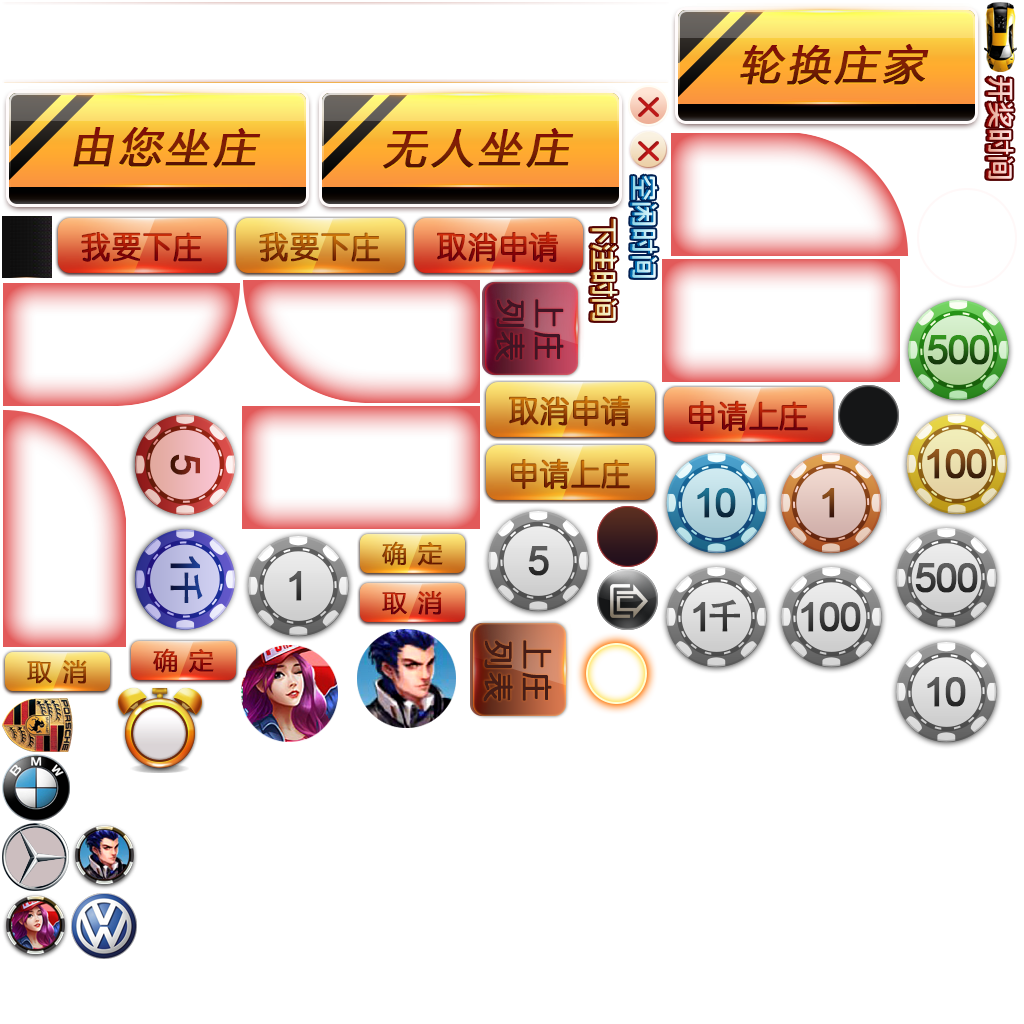 轮换庄家
开奖时间
由您坐庄
无人坐庄
空闲时间
我要下庄
我要下庄
取消申请
下注时间
上庄
列表
500
取消申请
申请上庄
5
100
申请上庄
10
1
1千
1
确 定
5
500
取 消
1千
100
取 消
确 定
上庄
列表
10
PORSCHE
BMW